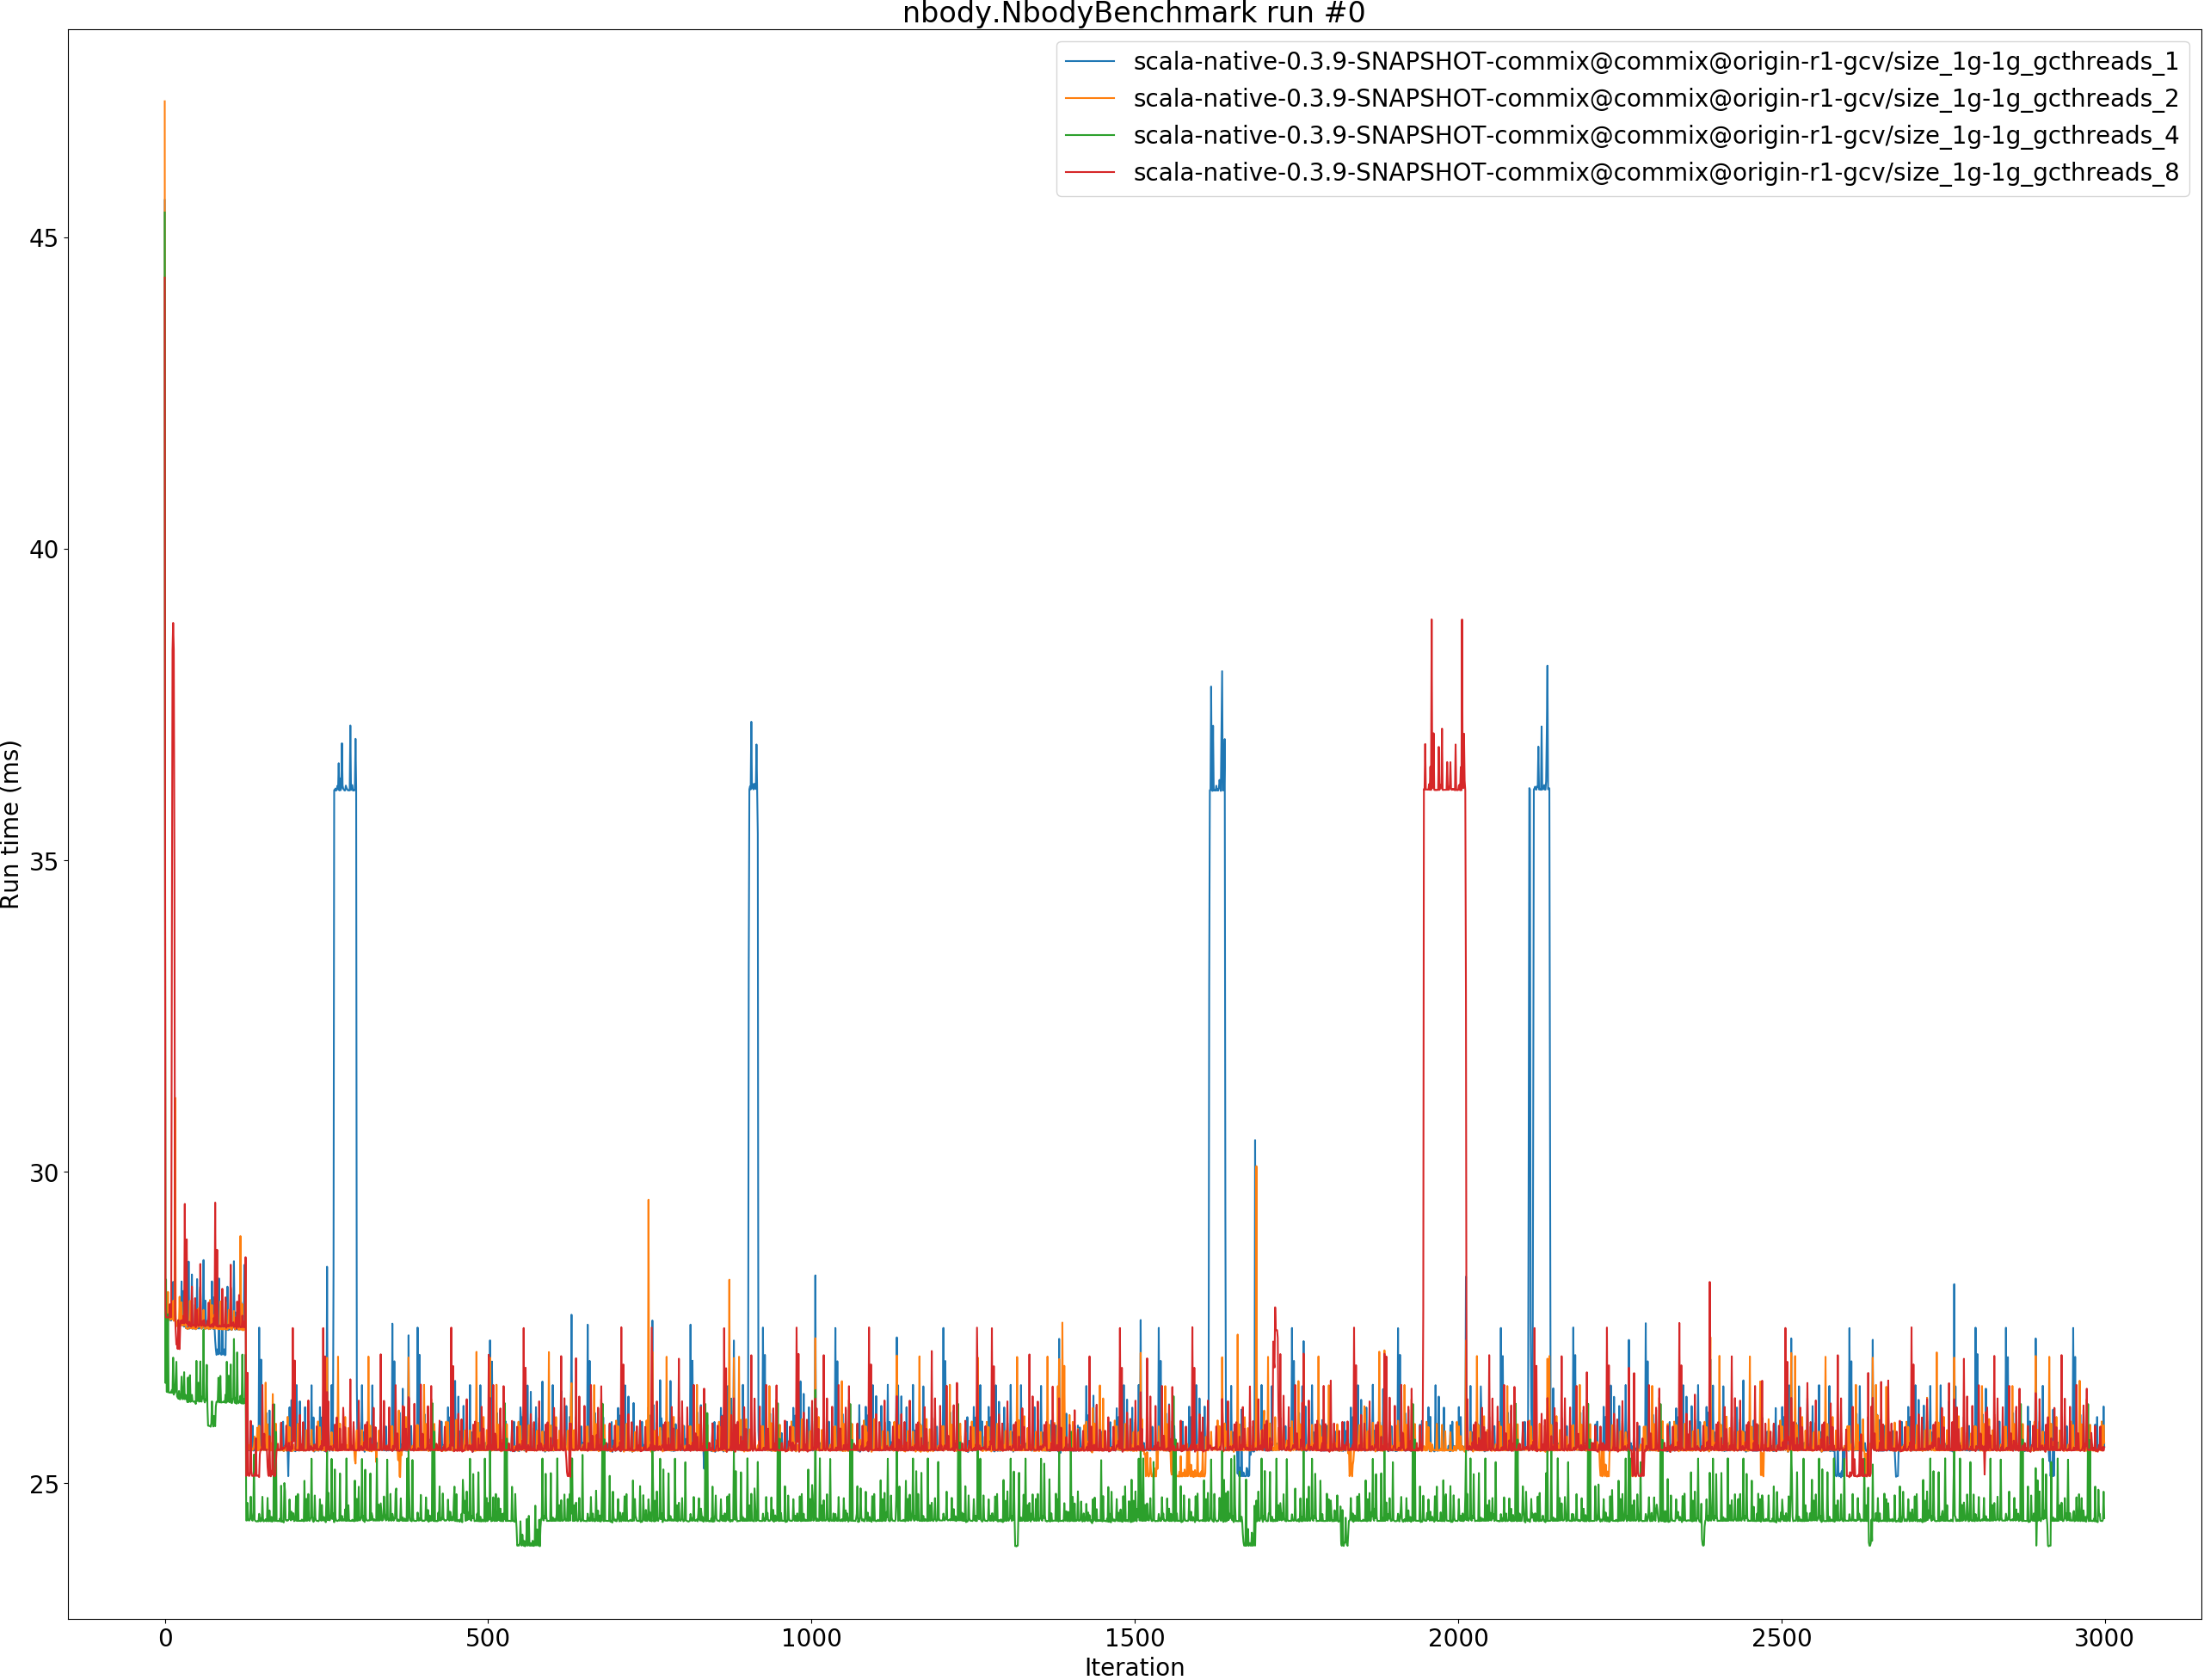 nbody.NbodyBenchmark run #0
scala-native-0.3.9-SNAPSHOT-commix@commix@origin-r1-gcv/size_1g-1g_gcthreads_1
scala-native-0.3.9-SNAPSHOT-commix@commix@origin-r1-gcv/size_1g-1g_gcthreads_2
scala-native-0.3.9-SNAPSHOT-commix@commix@origin-r1-gcv/size_1g-1g_gcthreads_4
scala-native-0.3.9-SNAPSHOT-commix@commix@origin-r1-gcv/size_1g-1g_gcthreads_8
45
40
35
30
25
Run time (ms)
0 500 1000 1500 2000 2500 3000
Iteration